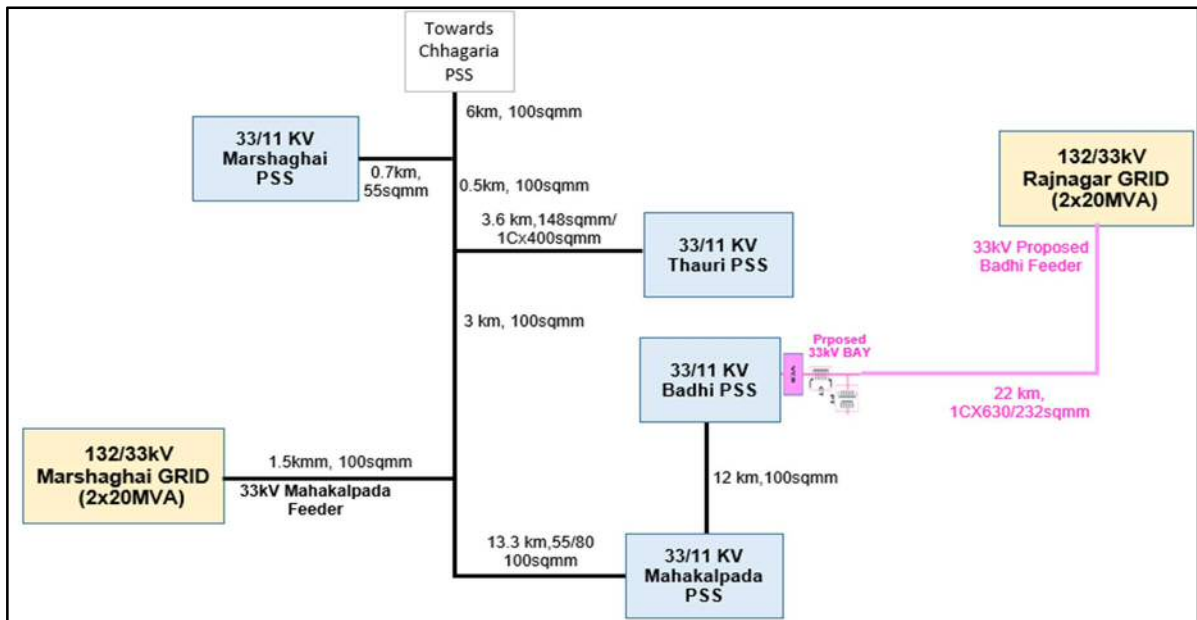 Towards
Chhagaria
PSS
6km, 100sqmm
33/11 KV
Marshaghai
PSS
0.7km,
55sqmm
0.5km, 100sqmm
3.6 km,148sqmm/
1Cx400sqmm
33/11 KV
Thauri PSS
132/33kV
Rajnagar GRID
(2x20MVA)
33kV Proposed
Badhi Feeder
3 km, 100sqmm
Prposed
33kV BAY
33/11 KV
Badhi PSS
VCB
22 km,
1CX630/232sqmm
132/33kV
Marshaghai GRID
(2x20MVA)
1.5kmm, 100sqmm
33kV Mahakalpada
Feeder
12 km,100sqmm
13.3 km,55/80
100sqmm
33/11 KV
Mahakalpada
PSS